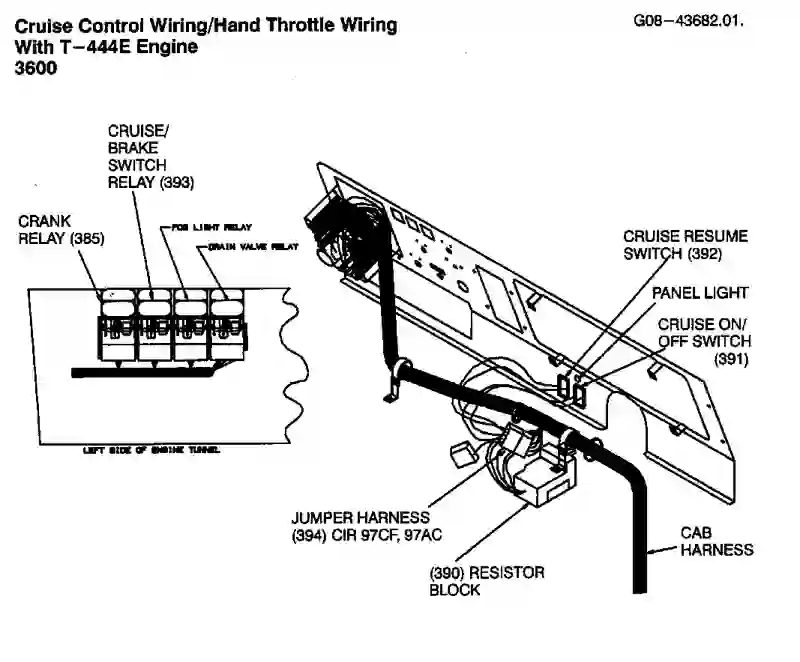 Cruise Control Wiring/Hand Throttle Wiring
With T-444E Engine
3600
G08-43682.01.
CRUISE/
BRAKE
SWITCH
RELAY (393)
CRANK
RELAY (385)
FOG LIGHT RELAY
DRAIN VALVE RELAY
LEFT SIDE OF ENGINE TUNNEL
CRUISE RESUME
SWITCH (392)
PANEL LIGHT
CRUISE ON/
OFF SWITCH
(391)
JUMPER HARNESS
(394) CIR 97CF, 97AC
(390) RESISTOR
BLOCK
CAB
HARNESS